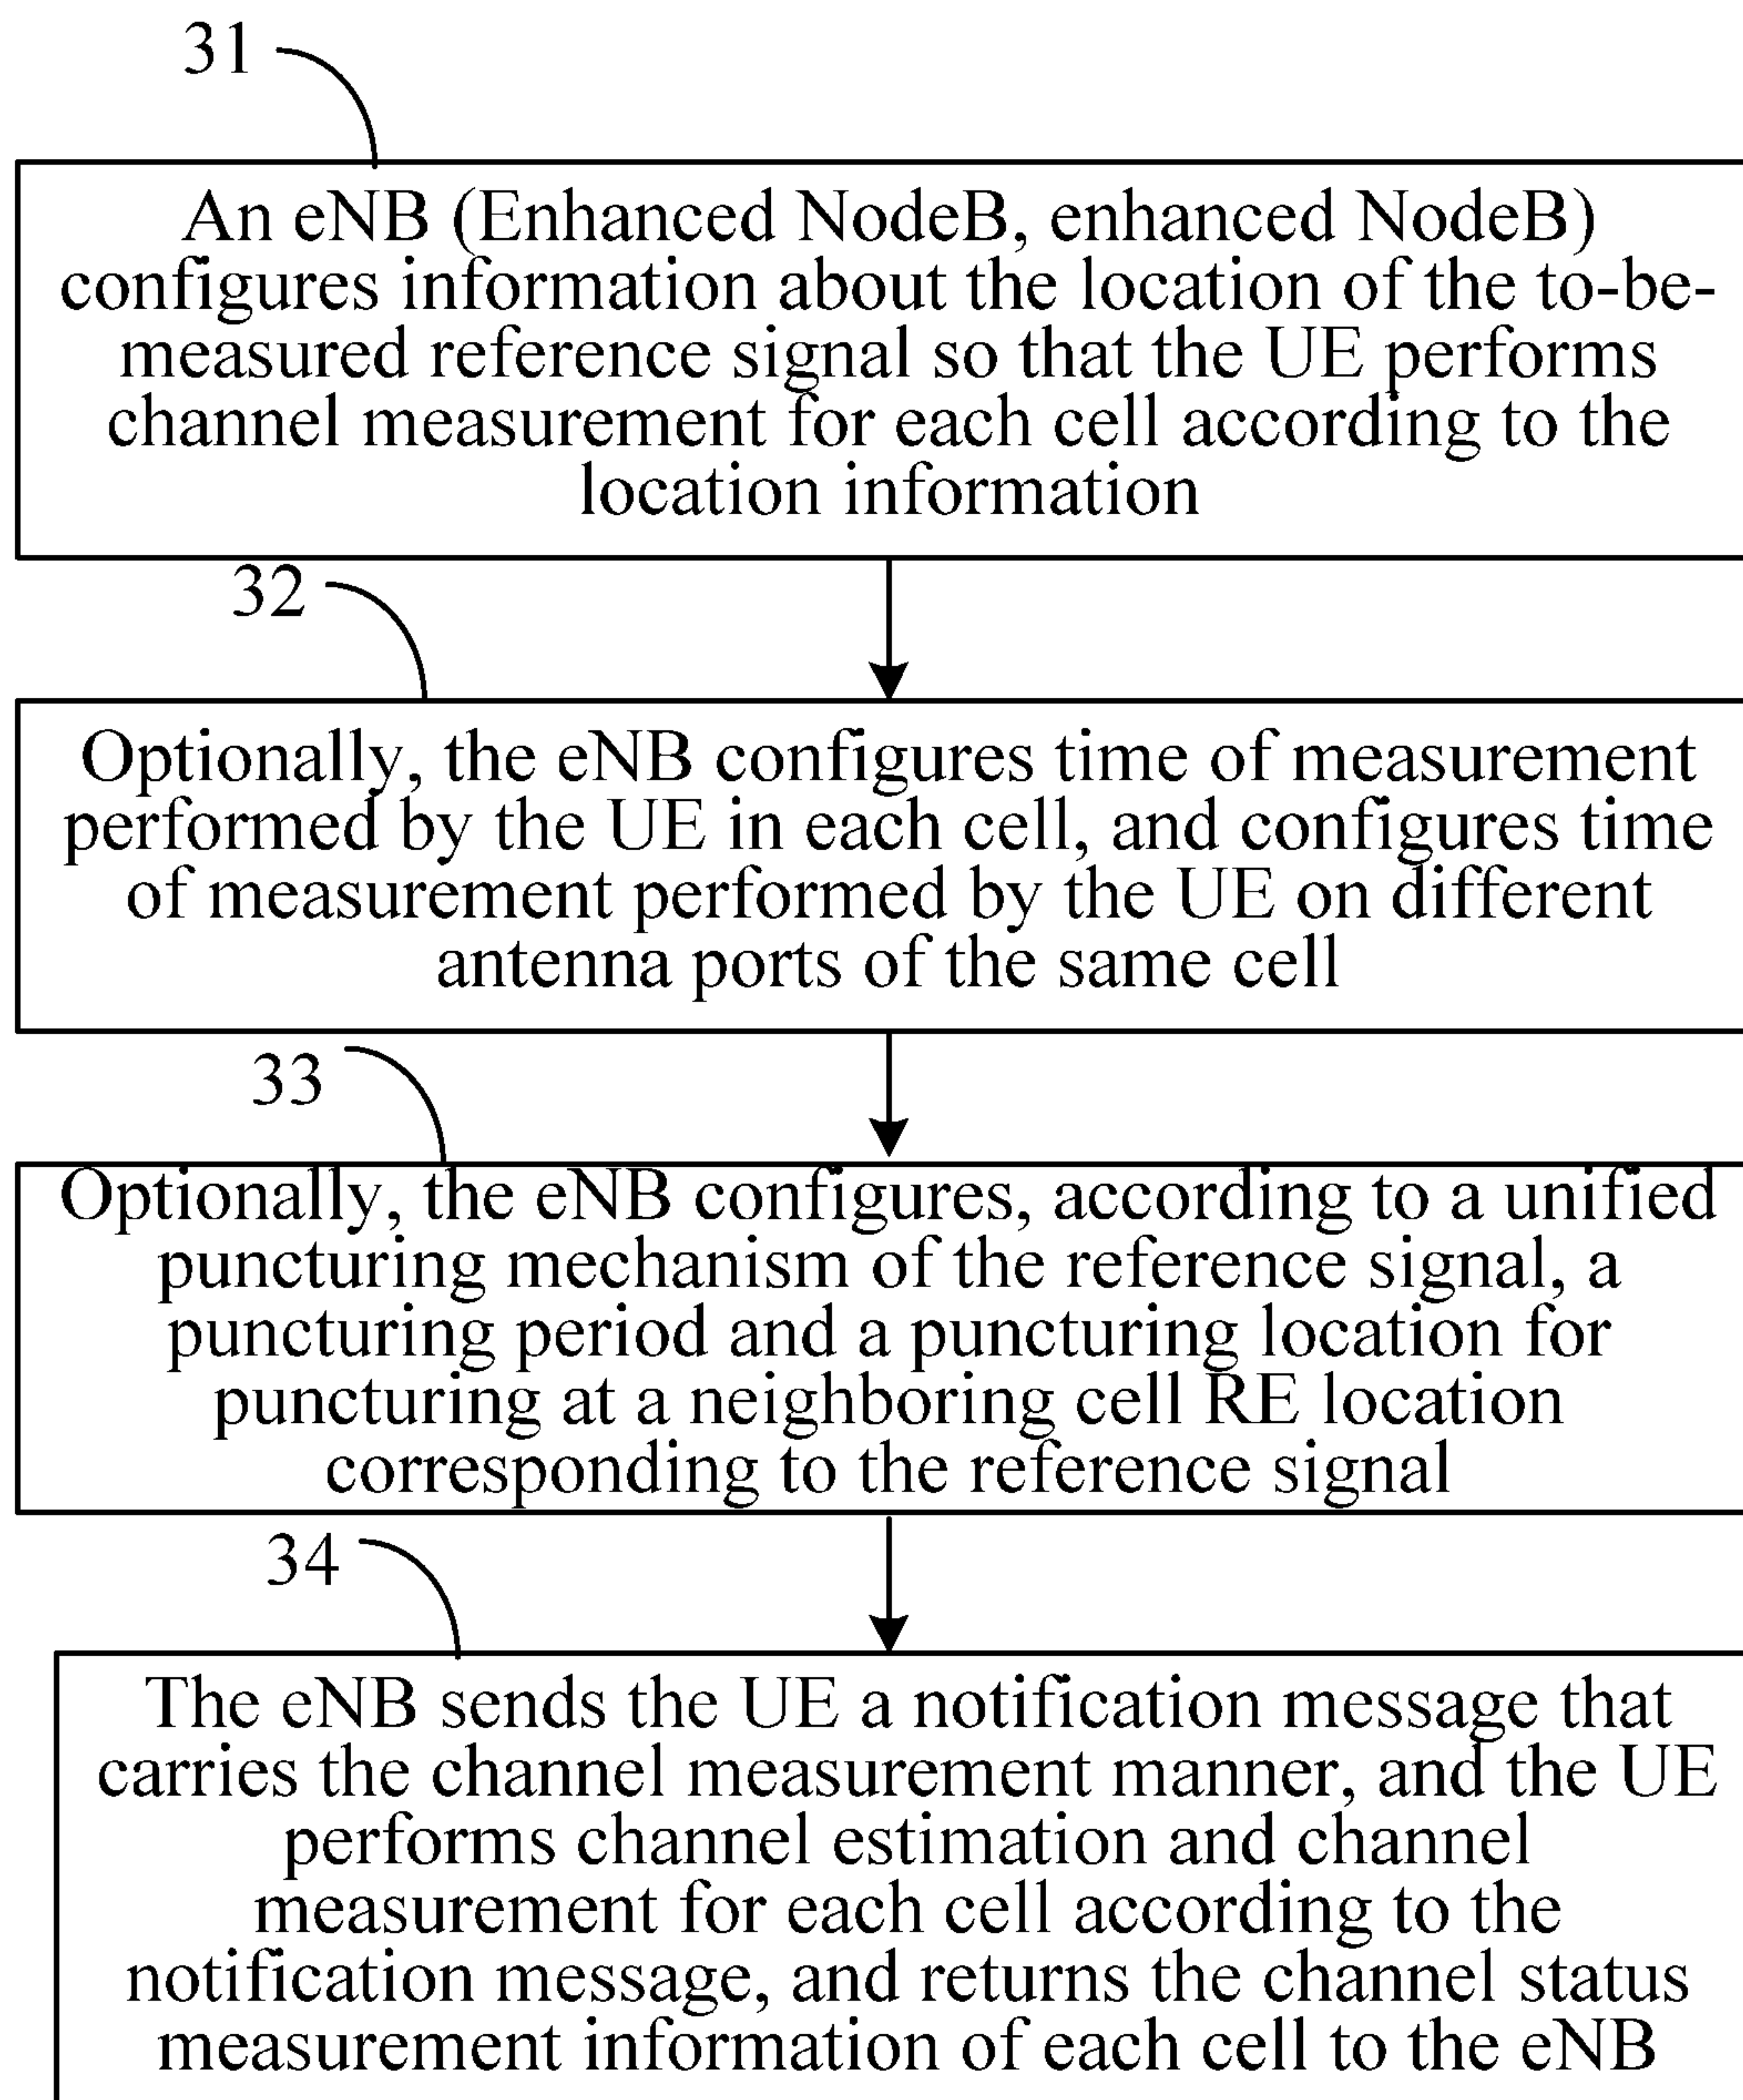 31
An eNB (Enhanced NodeB, enhanced NodeB)
configures information about the location of the to-be-
measured reference signal so that the UE performs
channel measurement for each cell according to the
location information
32
Optionally, the eNB configures time of measurement
performed by the UE in each cell, and configures time
of measurement performed by the UE on different
antenna ports of the same cell
33
Optionally, the eNB configures, according to a unified
puncturing mechanism of the reference signal, a
puncturing period and a puncturing location for
puncturing at a neighboring cell RE location
corresponding to the reference signal
34
The eNB sends the UE a notification message that
carries the channel measurement manner, and the UE
performs channel estimation and channel
measurement for each cell according to the
notification message, and returns the channel status
measurement information of each cell to the eNB